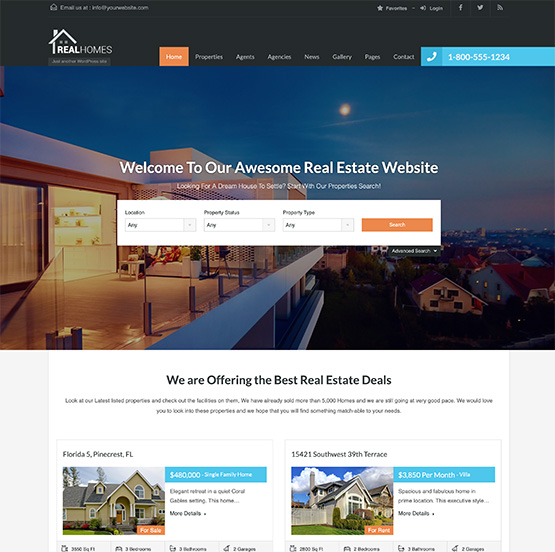 Email us at : info@yourwebsite.com
Favorites
Login
REALHOMES
Just another WordPress site
Home Properties Agents Agencies News Gallery Pages Contact 1-800-555-1234
Welcome To Our Awesome Real Estate Website
Looking For A Dream House To Settle? Start With Our Properties Search!
Location Property Status Property Type
Any Any Any Search
Advanced Search
We are Offering the Best Real Estate Deals
Look at our Latest listed properties and check out the facilities on them, We have already sold more than 5,000 Homes and we are still going at very good pace. We would love
you to look into these properties and we hope that you will find something match-able to your needs.
Florida 5, Pinecrest, FL
$480,000 - Single Family Home
Elegant retreat in a quiet Coral
Gables setting. This home…
More Details
For Sale
3550 Sq Ft 3 Bedrooms 3 Bathrooms 2 Garages
15421 Southwest 39th Terrace
$3,850 Per Month - Villa
Spacious and fabulous home in
prime location. This executive style…
More Details
For Rent
2800 Sq Ft 2 Bedrooms 3 Bathrooms 2 Garages